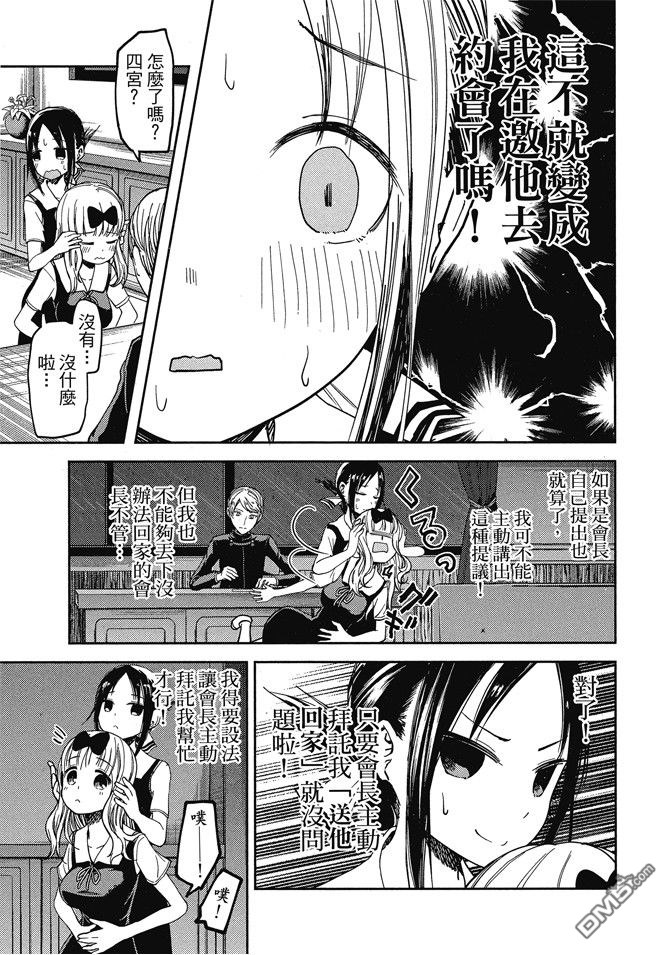 這不就變成
我在邀他去
約會了嗎！
怎麼了嗎？
四宮？
沒有…
沒什麼
啦…
如果是會長
自己提出也
就算了，
我可不能
主動講出
這種提議！
くるっ
ぎゅ
但我也
不能夠丟下沒
辦法回家的會
長不管…
對了！
只要會長主動
拜託我「送他
回家」就沒問
題啦！
我得要設法
讓會長主動
拜託我幫忙
才行！
噗——！
噗！
DM5.com